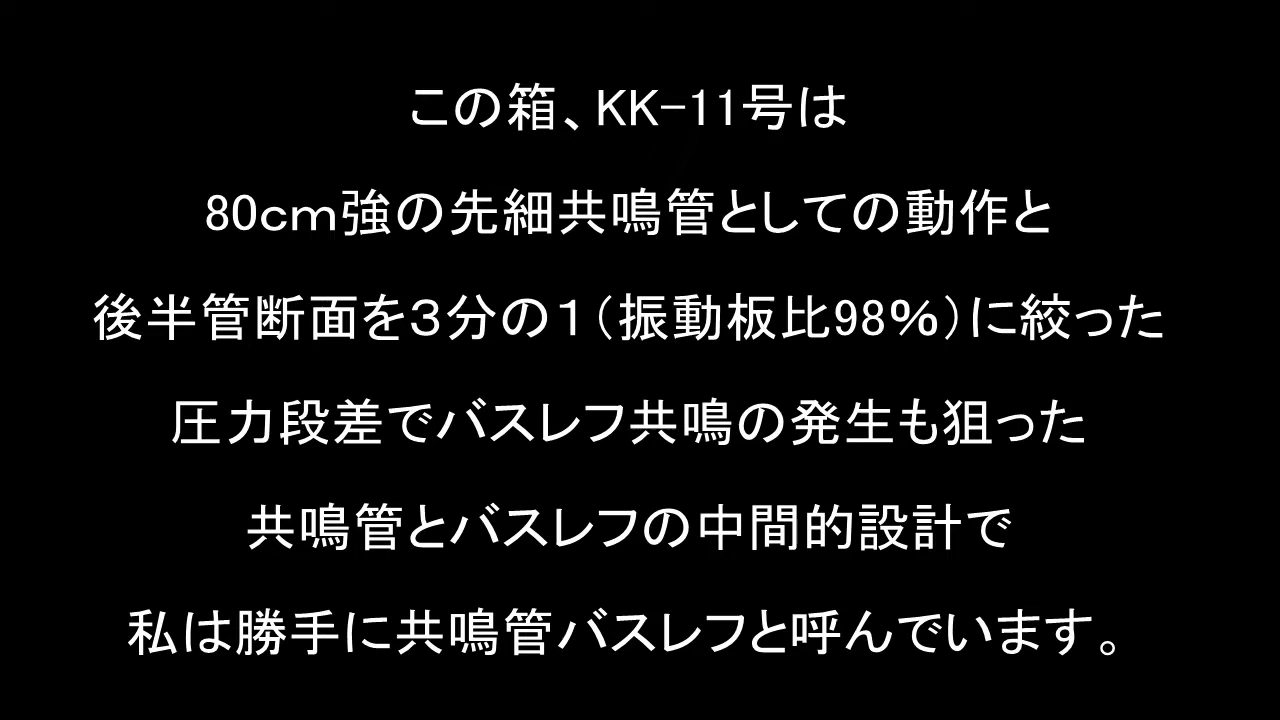 この箱、KK-11号は
80cm強の先細共鳴管としての動作と
後半管断面を３分の１（振動板比98％）に絞った
圧力段差でバスレフ共鳴の発生も狙った
共鳴管とバスレフの中間的設計で
私は勝手に共鳴管バスレフと呼んでいます。